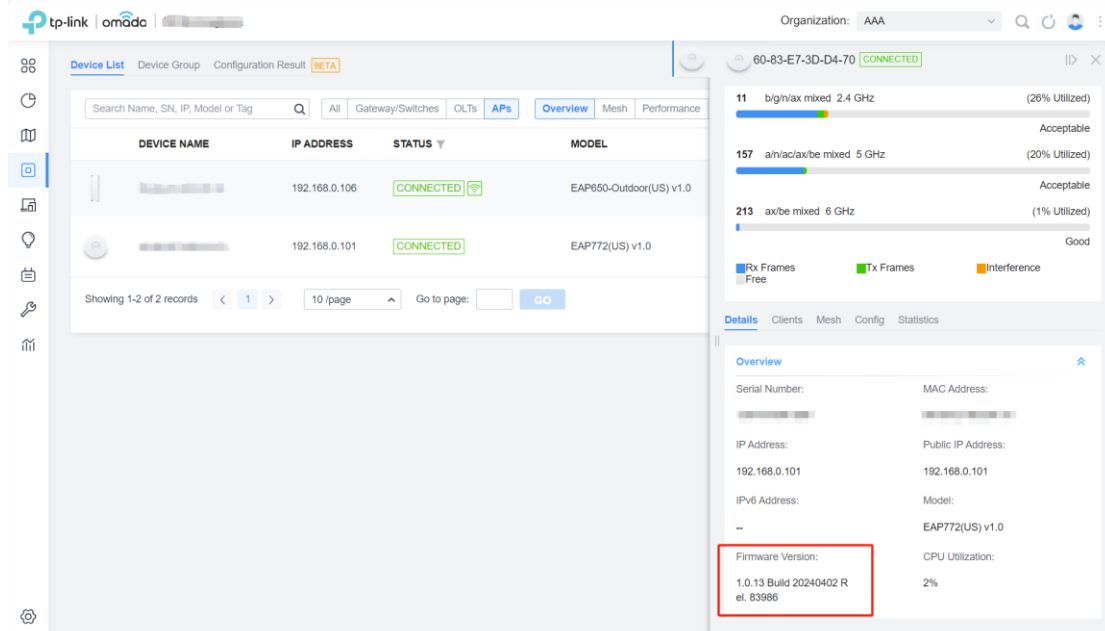 tp-link | omada
Organization: AAA
Device List Device Group Configuration Result BETA
60-83-E7-3D-D4-70 CONNECTED
Search Name, SN, IP, Model or Tag All Gateway/Switches OLTs APs Overview Mesh Performance
DEVICE NAME IP ADDRESS STATUS MODEL
192.168.0.106 CONNECTED EAP650-Outdoor(US) v1.0
192.168.0.101 CONNECTED EAP772(US) v1.0
Showing 1-2 of 2 records < 1 > 10 /page Go to page: GO
11 b/g/n/ax mixed 2.4 GHz (26% Utilized)
Acceptable
157 a/n/ac/ax/be mixed 5 GHz (20% Utilized)
Acceptable
213 ax/be mixed 6 GHz (1% Utilized)
Good
Rx Frames Tx Frames Interference
Free
Details Clients Mesh Config Statistics
Overview
Serial Number: MAC Address:
IP Address: Public IP Address:
192.168.0.101 192.168.0.101
IPv6 Address: Model:
-- EAP772(US) v1.0
Firmware Version: CPU Utilization:
1.0.13 Build 20240402 R 2%
el. 83986